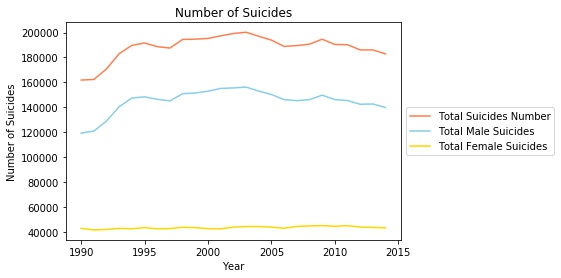 Number of Suicides
Number of Suicides
200000
180000
160000
140000
120000
100000
80000
60000
40000
1990
1995
2000
2005
2010
2015
Year
Total Suicides Number
Total Male Suicides
Total Female Suicides